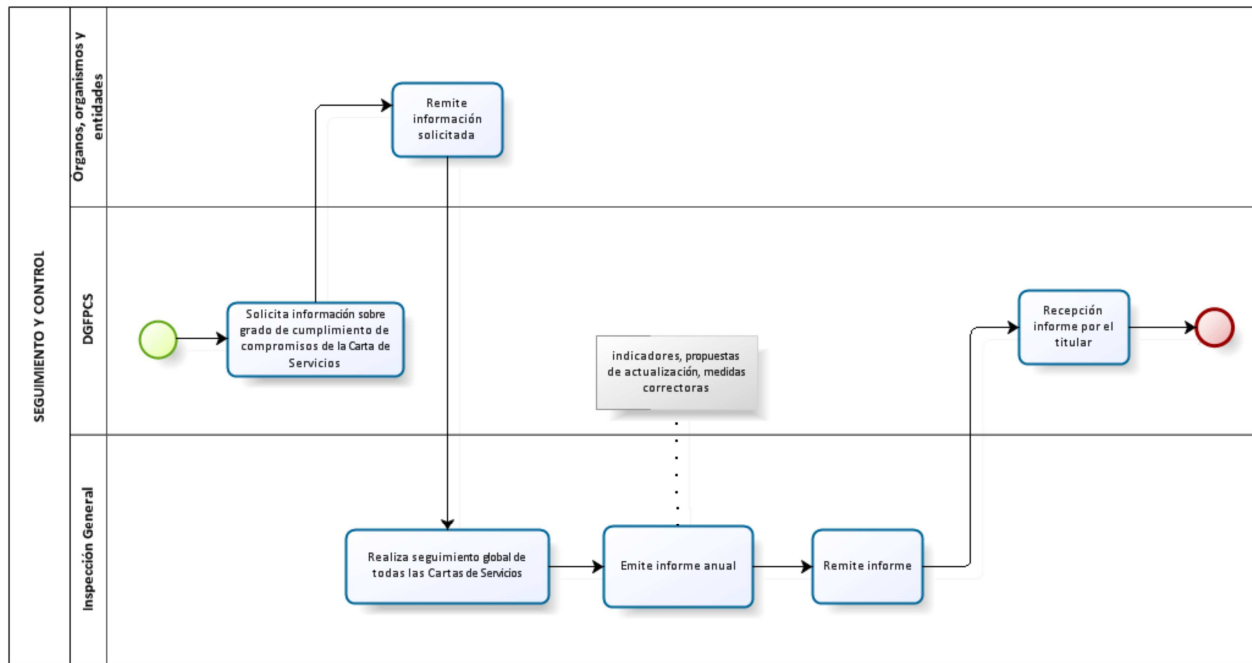 SEGUIMIENTO Y CONTROL
Órganos, organismos y
entidades
Remite
información
solicitada
DGFPCS
Solicita información sobre
grado de cumplimiento de
compromisos de la Carta de
Servicios
indicadores, propuestas
de actualización, medidas
correctoras
Recepción
informe por el
titular
Inspección General
Realiza seguimiento global de
todas las Cartas de Servicios
Emite informe anual
Remite informe